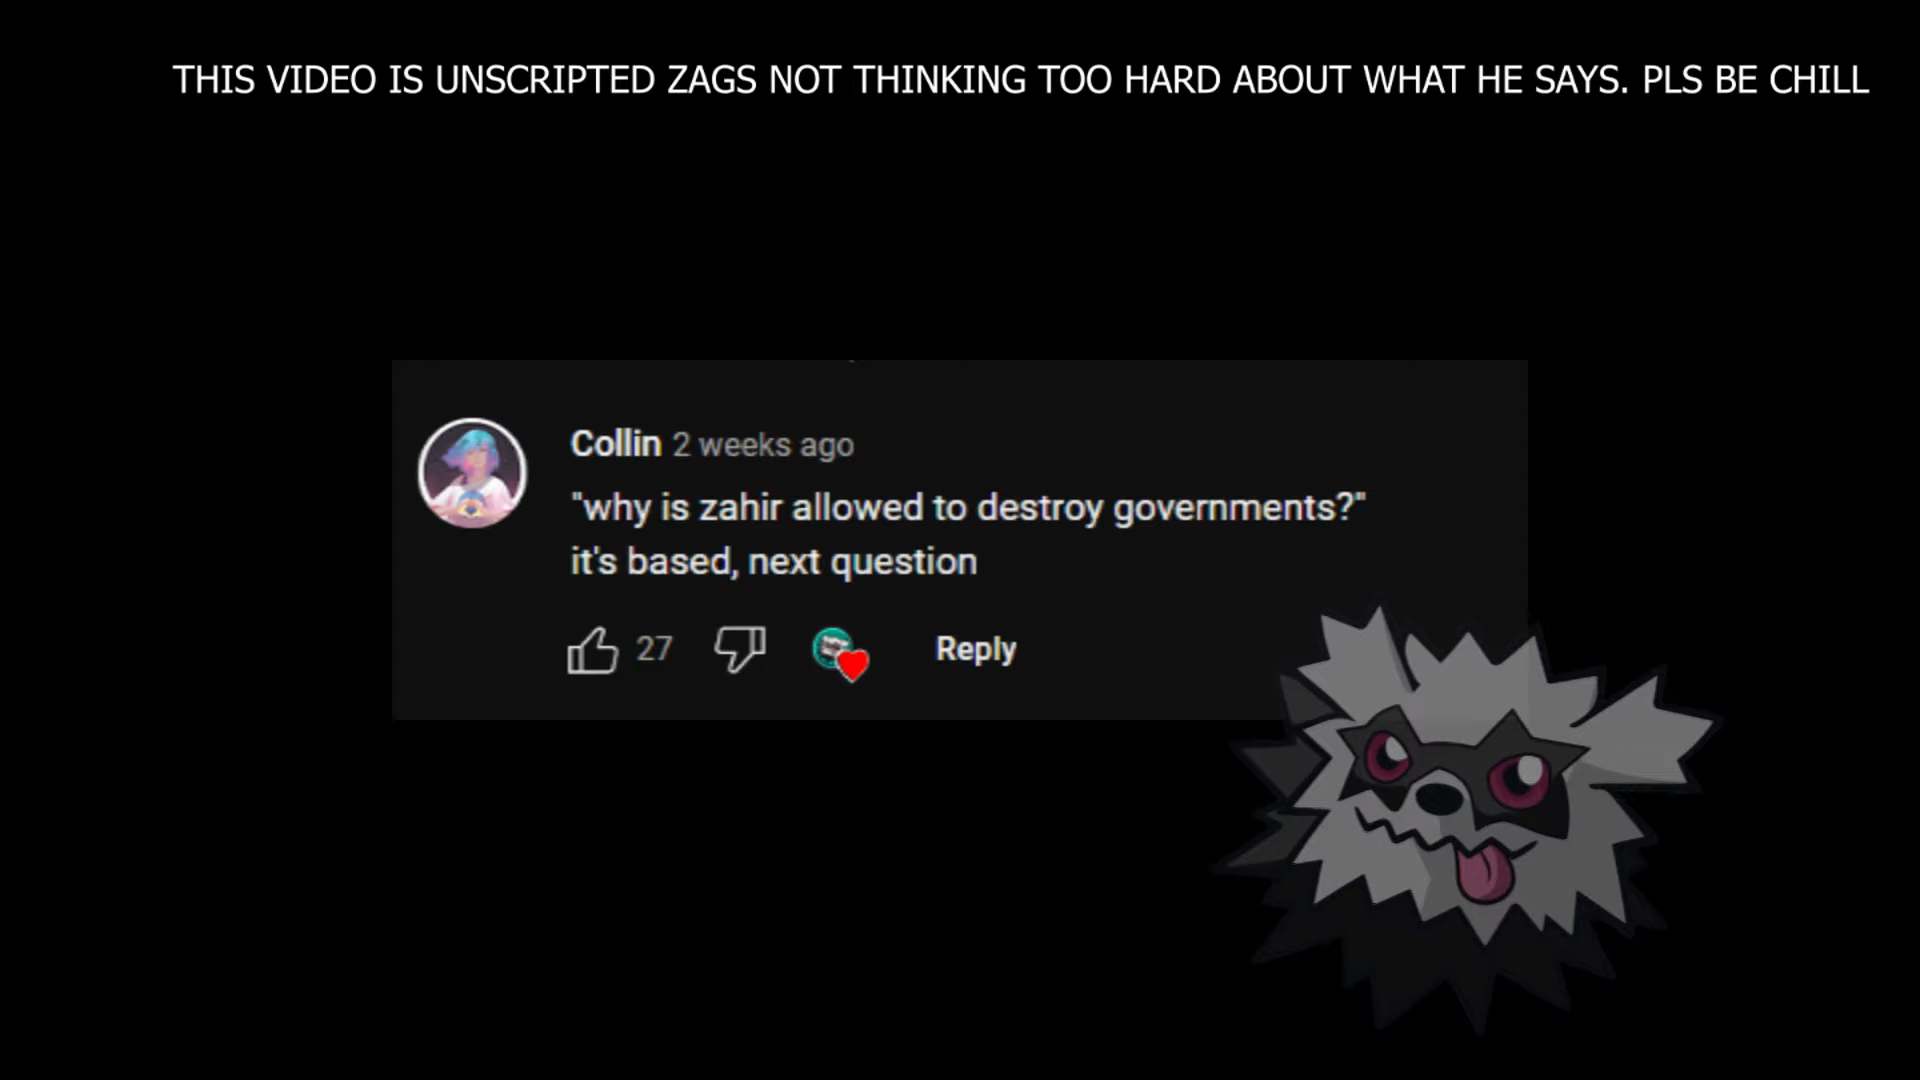 THIS VIDEO IS UNSCRIPTED ZAGS NOT THINKING TOO HARD ABOUT WHAT HE SAYS. PLS BE CHILL
Collin 2 weeks ago
"why is zahir allowed to destroy governments?"
it's based, next question
27 Reply